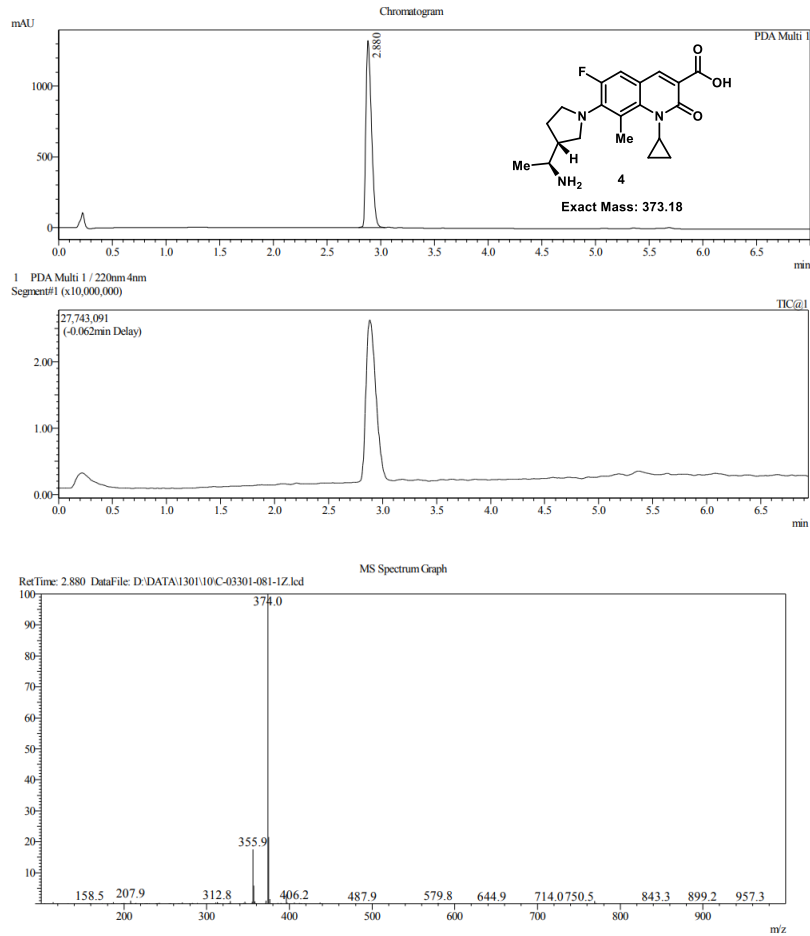 Chromatogram
mAU
PDA Multi 1
2.880
1000
500
0
0.0 0.5 1.0 1.5 2.0 2.5 3.0 3.5 4.0 4.5 5.0 5.5 6.0 6.5
min
F
O
OH
N
N
O
Me
H
Me
NH2
4
Exact Mass: 373.18
1 PDA Multi 1 / 220nm 4nm
Segment#1 (x10,000,000)
TIC@1
27,743,091
(-0.062min Delay)
2.00
1.00
0.00
0.0 0.5 1.0 1.5 2.0 2.5 3.0 3.5 4.0 4.5 5.0 5.5 6.0 6.5
min
MS Spectrum Graph
RetTime: 2.880 DataFile: D:\DATA\1301\10\C-03301-081-1Z.lcd
100
374.0
90
80
70
60
50
40
30
20
355.9
10
158.5 207.9 312.8 406.2 487.9 579.8 644.9 714.0 750.5 843.3 899.2 957.3
200 300 400 500 600 700 800 900
m/z